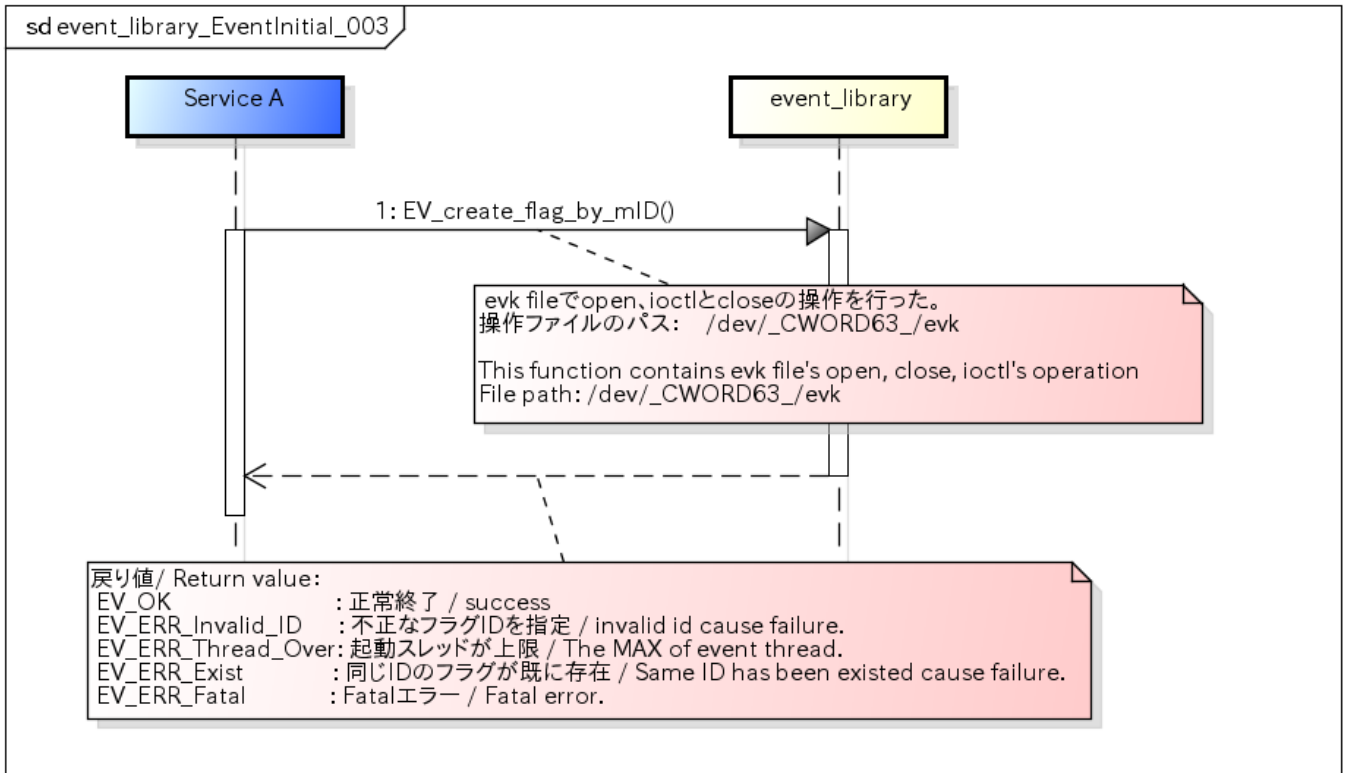 sd event_library_EventInitial_003
Service A
event_library
1: EV_create_flag_by_mID()
evk fileでopen、ioctlとcloseの操作を行った。
操作ファイルのパス： /dev/_CWORD63_/evk
This function contains evk file's open, close, ioctl's operation
File path: /dev/_CWORD63_/evk
戻り値/ Return value:
EV_OK : 正常終了 / success
EV_ERR_Invalid_ID : 不正なフラグIDを指定 / invalid id cause failure.
EV_ERR_Thread_Over: 起動スレッドが上限 / The MAX of event thread.
EV_ERR_Exist : 同じIDのフラグが既に存在 / Same ID has been existed cause failure.
EV_ERR_Fatal : Fatalエラー / Fatal error.